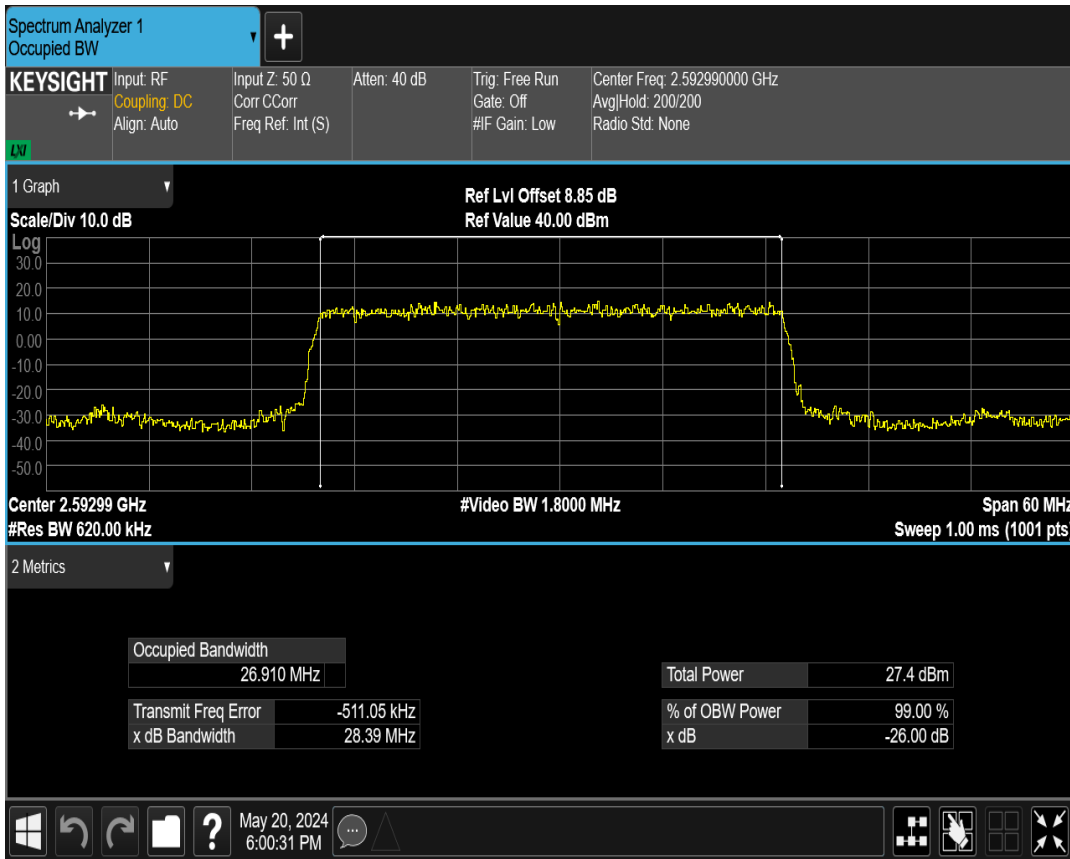 Spectrum Analyzer 1
Occupied BW
+
KEYSIGHT
LXI
Input: RF
Coupling: DC
Align: Auto
Input Z: 50 Ω
Corr CCorr
Freq Ref: Int (S)
Atten: 40 dB
Trig: Free Run
Gate: Off
#IF Gain: Low
Center Freq: 2.592990000 GHz
Avg|Hold: 200/200
Radio Std: None
1 Graph
Scale/Div 10.0 dB
Ref Lvl Offset 8.85 dB
Ref Value 40.00 dBm
Log
30.0
20.0
10.0
0.00
-10.0
-20.0
-30.0
-40.0
-50.0
Center 2.59299 GHz
#Video BW 1.8000 MHz
Span 60 MHz
#Res BW 620.00 kHz
Sweep 1.00 ms (1001 pts)
2 Metrics
Occupied Bandwidth
26.910 MHz
Total Power 27.4 dBm
Transmit Freq Error -511.05 kHz
% of OBW Power 99.00 %
x dB Bandwidth 28.39 MHz
x dB -26.00 dB
?
May 20, 2024
6:00:31 PM